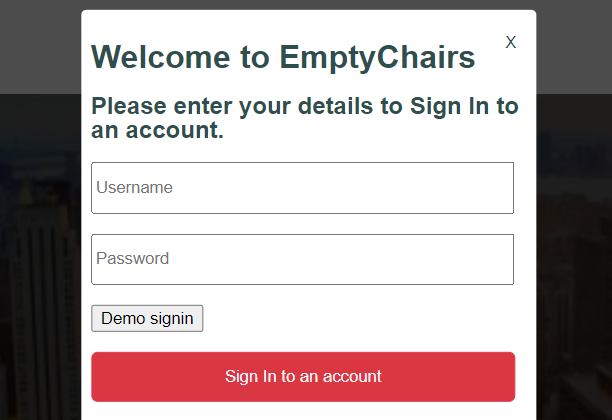 X
Welcome to EmptyChairs
Please enter your details to Sign In to
an account.
Username
Password
Demo signin
Sign In to an account